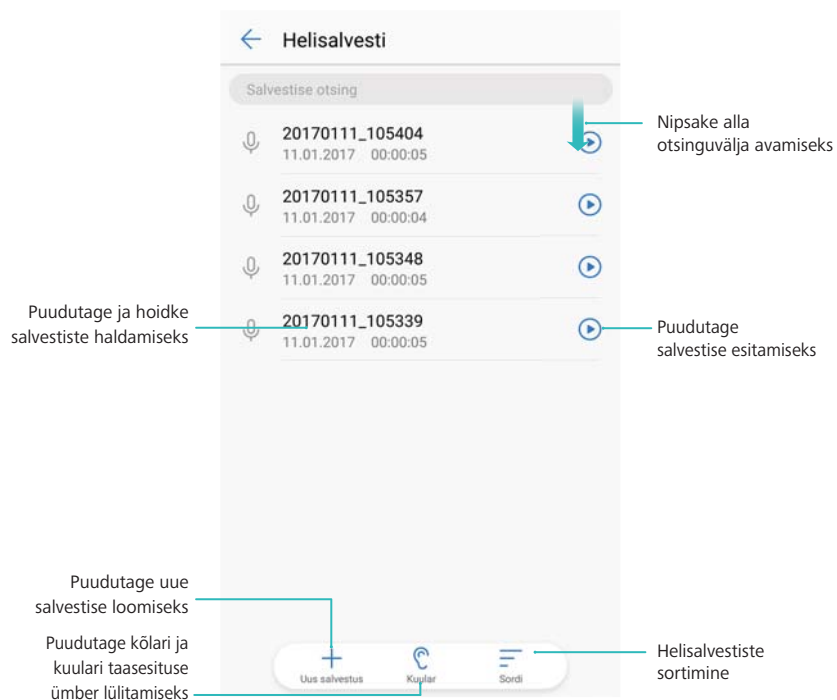 Helisalvesti
Salvestise otsing
Nipsake alla
otsinguvälja avamiseks
20170111_105404
11.01.2017 00:00:05
20170111_105357
11.01.2017 00:00:04
20170111_105348
11.01.2017 00:00:05
Puudutage ja hoidke
salvestiste haldamiseks
20170111_105339
11.01.2017 00:00:05
Puudutage
salvestise esitamiseks
Puudutage uue
salvestise loomiseks
Puudutage kõlari ja
kuulari taasesituse
ümber lülitamiseks
Uus salvestus
Kuular
Sordi
Helisalvestiste
sortimine